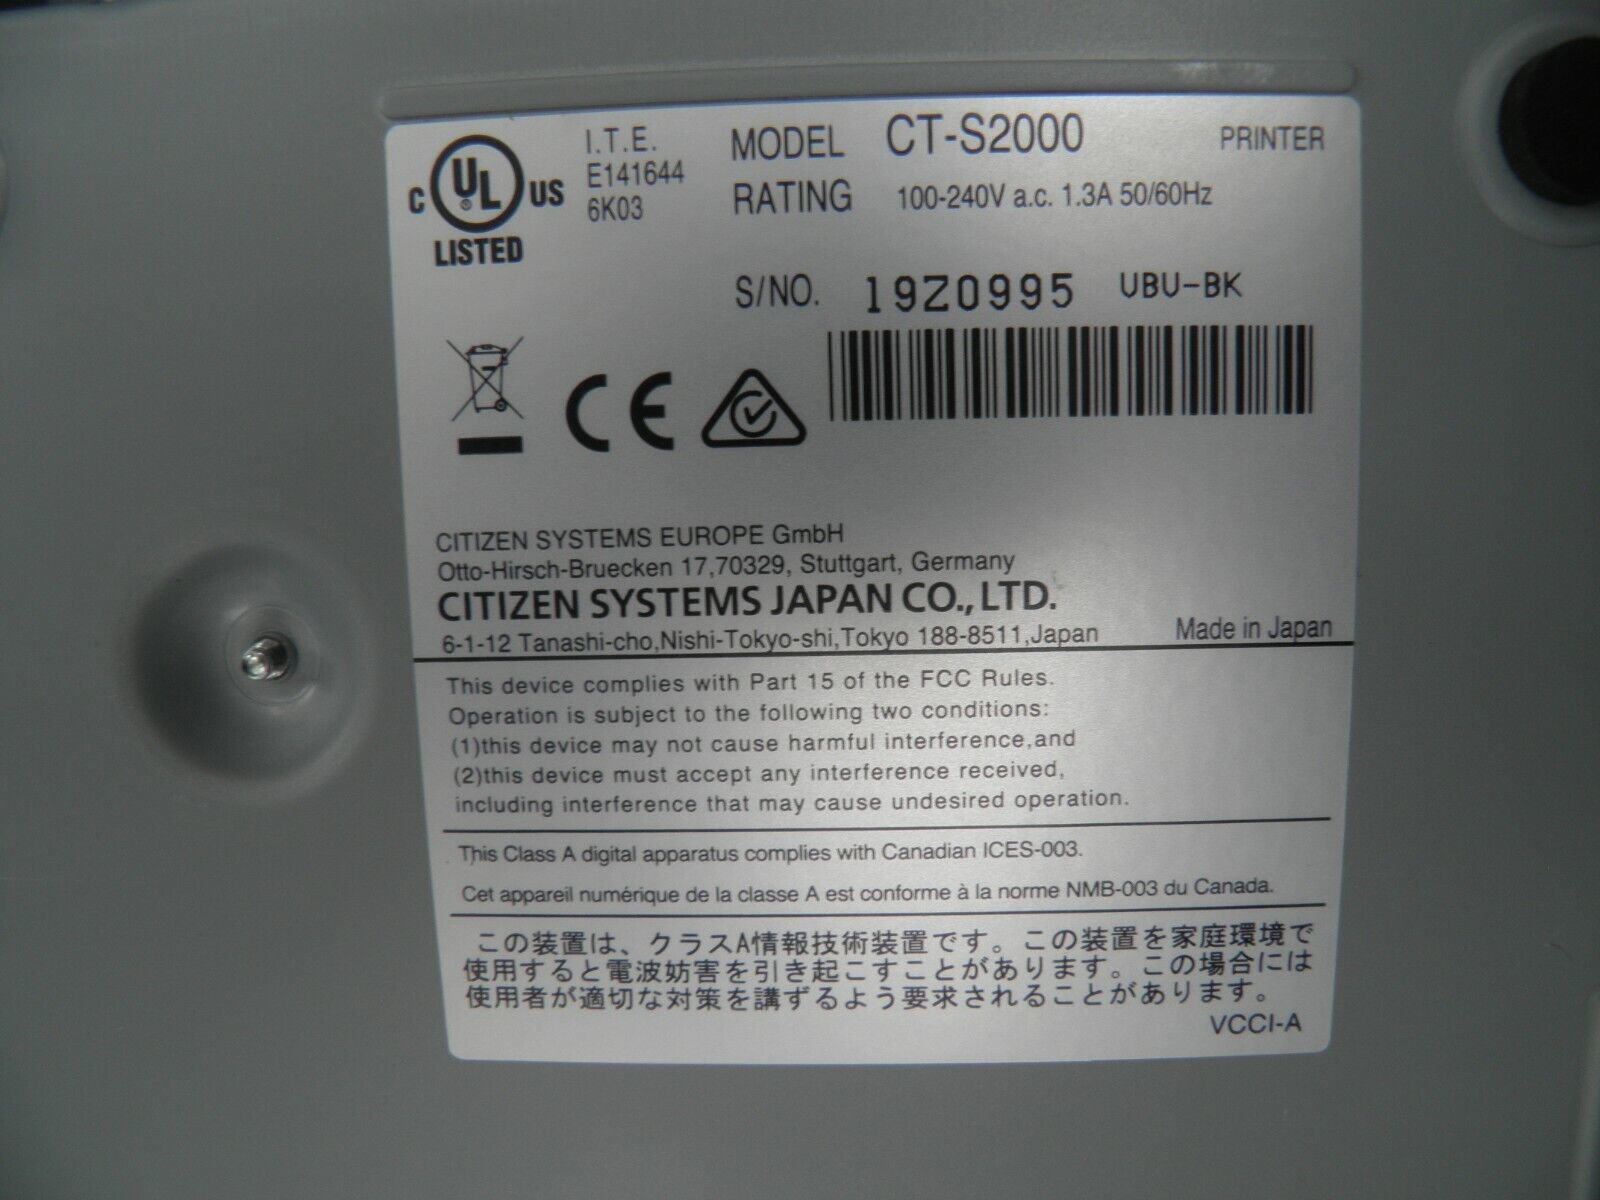 C UL ® US
LISTED
I.T.E.
E141644
6K03
MODEL CT-S2000 PRINTER
RATING 100-240V a.c. 1.3A 50/60Hz
S/NO. 19Z0995 UBU-BK
CE
CITIZEN SYSTEMS EUROPE GmbH
Otto-Hirsch-Bruecken 17,70329, Stuttgart, Germany
CITIZEN SYSTEMS JAPAN CO., LTD.
6-1-12 Tanashi-cho,Nishi-Tokyo-shi,Tokyo 188-8511,Japan Made in Japan
This device complies with Part 15 of the FCC Rules.
Operation is subject to the following two conditions:
(1)this device may not cause harmful interference,and
(2)this device must accept any interference received,
including interference that may cause undesired operation.
This Class A digital apparatus complies with Canadian ICES-003.
Cet appareil numérique de la classe A est conforme à la norme NMB-003 du Canada.
この装置は、クラスA情報技術装置です。この装置を家庭環境で
使用すると電波妨害を引き起こすことがあります。この場合には
使用者が適切な対策を講ずるよう要求されることがあります。
VCCI-A